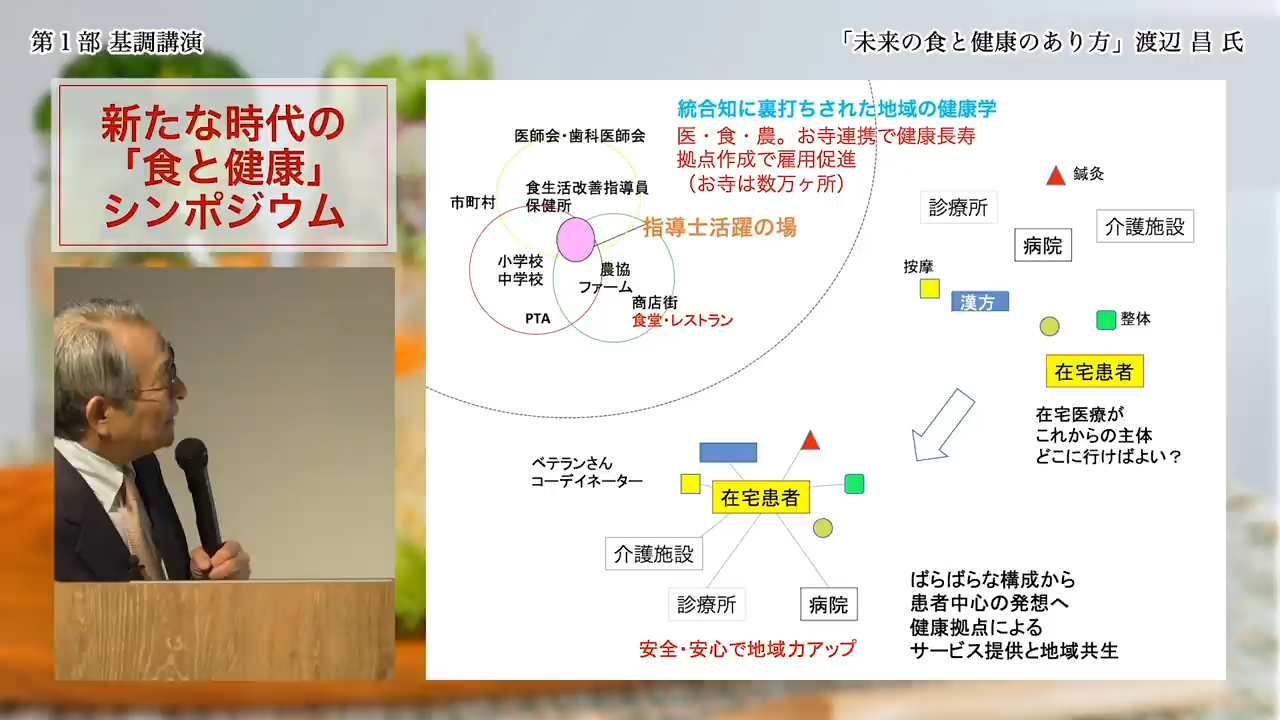 第１部 基調講演
「未来の食と健康のあり方」渡辺 昌 氏
新たな時代の
「食と健康」
シンポジウム
統合知に裏打ちされた地域の健康学
医・食・農。お寺連携で健康長寿
拠点作成で雇用促進
（お寺は数万ヶ所）
医師会・歯科医師会
食生活改善指導員
保健所
市町村
指導士活躍の場
小学校
中学校
農協
ファーム
商店街
食堂・レストラン
PTA
鍼灸
診療所
介護施設
病院
按摩
漢方
整体
在宅患者
在宅医療が
これからの主体
どこに行けばよい？
ベテランさん
コーデイネーター
在宅患者
介護施設
診療所
病院
安全・安心で地域力アップ
ばらばらな構成から
患者中心の発想へ
健康拠点による
サービス提供と地域共生